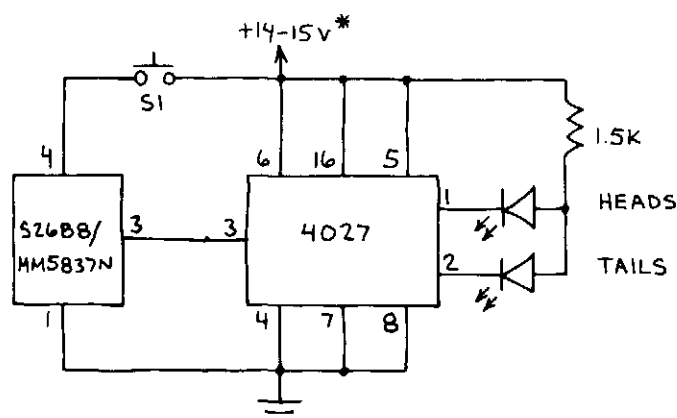 +14-15V*
S1
4
6
16
5
1.5K
S2688/
MM5837N
3
3
4027
1
HEADS
2
TAILS
1
4
7
8